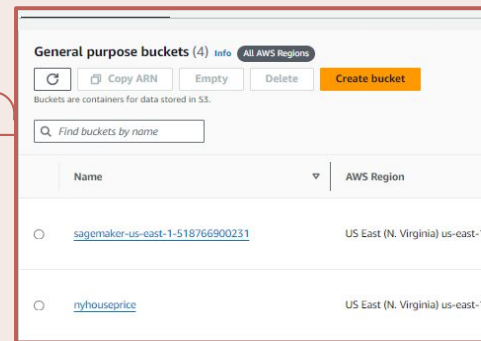 General purpose buckets (4) Info All AWS Regions
Copy ARN Empty Delete Create bucket
Buckets are containers for data stored in S3.
Find buckets by name
Name AWS Region
sagemaker-us-east-1-518766900231 US East (N. Virginia) us-east-1
nyhouseprice US East (N. Virginia) us-east-1